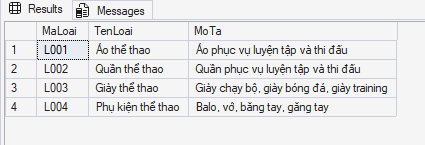 Results Messages
MaLoai TenLoai MoTa
1 L001 Áo thể thao Áo phục vụ luyện tập và thi đấu
2 L002 Quần thể thao Quần phục vụ luyện tập và thi đấu
3 L003 Giày thể thao Giày chạy bộ, giày bóng đá, giày training
4 L004 Phụ kiện thể thao Balo, vớ, băng tay, găng tay